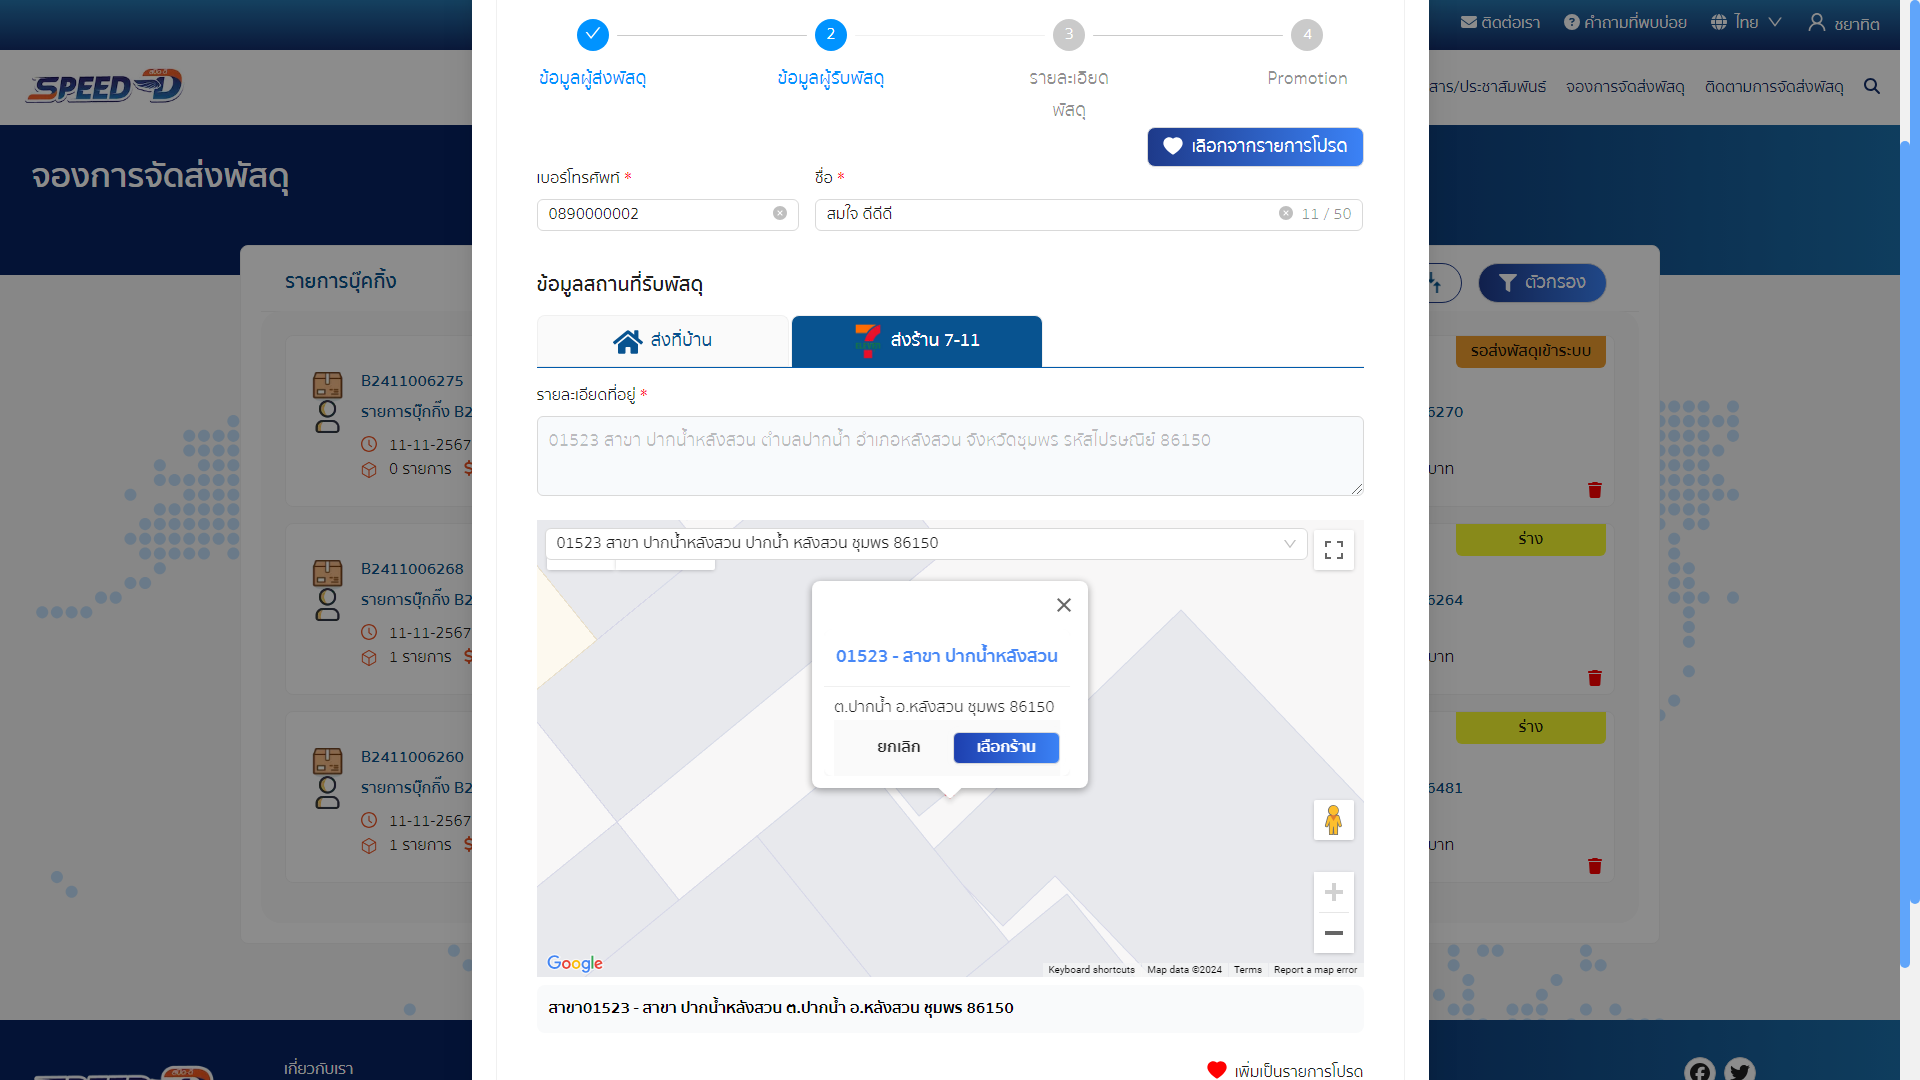 ติดต่อเรา
คำถามที่พบบ่อย
ไทย
ชยาทิต
SPEED-D
สาร/ประชาสัมพันธ์
จองการจัดส่งพัสดุ
ติดตามการจัดส่งพัสดุ
จองการจัดส่งพัสดุ
2
3
4
ข้อมูลผู้ส่งพัสดุ
ข้อมูลผู้รับพัสดุ
รายละเอียด
พัสดุ
Promotion
เลือกจากรายการโปรด
เบอร์โทรศัพท์ *
ชื่อ *
0890000002
สมใจ ดีดีดี
11 / 50
ข้อมูลสถานที่รับพัสดุ
ส่งที่บ้าน
ส่งร้าน 7-11
รายละเอียดที่อยู่ *
01523 สาขา ปากน้ำหลังสวน ตำบลปากน้ำ อำเภอหลังสวน จังหวัดชุมพร รหัสไปรษณีย์ 86150
01523 สาขา ปากน้ำหลังสวน ปากน้ำ หลังสวน ชุมพร 86150
01523 - สาขา ปากน้ำหลังสวน
ต.ปากน้ำ อ.หลังสวน ชุมพร 86150
ยกเลิก
เลือกร้าน
Google
Keyboard shortcuts
Map data ©2024
Terms
Report a map error
สาขา01523 - สาขา ปากน้ำหลังสวน ต.ปากน้ำ อ.หลังสวน ชุมพร 86150
เพิ่มเป็นรายการโปรด
รายการบุ๊คกิ้ง
ตัวกรอง
B2411006275
รายการบุ๊กกิ๊ง B2
11-11-2567
0 รายการ
รอส่งพัสดุเข้าระบบ
6270
บาท
B2411006268
รายการบุ๊กกิ๊ง B2
11-11-2567
1 รายการ
ร่าง
6264
บาท
B2411006260
รายการบุ๊กกิ๊ง B2
11-11-2567
1 รายการ
ร่าง
6481
บาท
เกี่ยวกับเรา